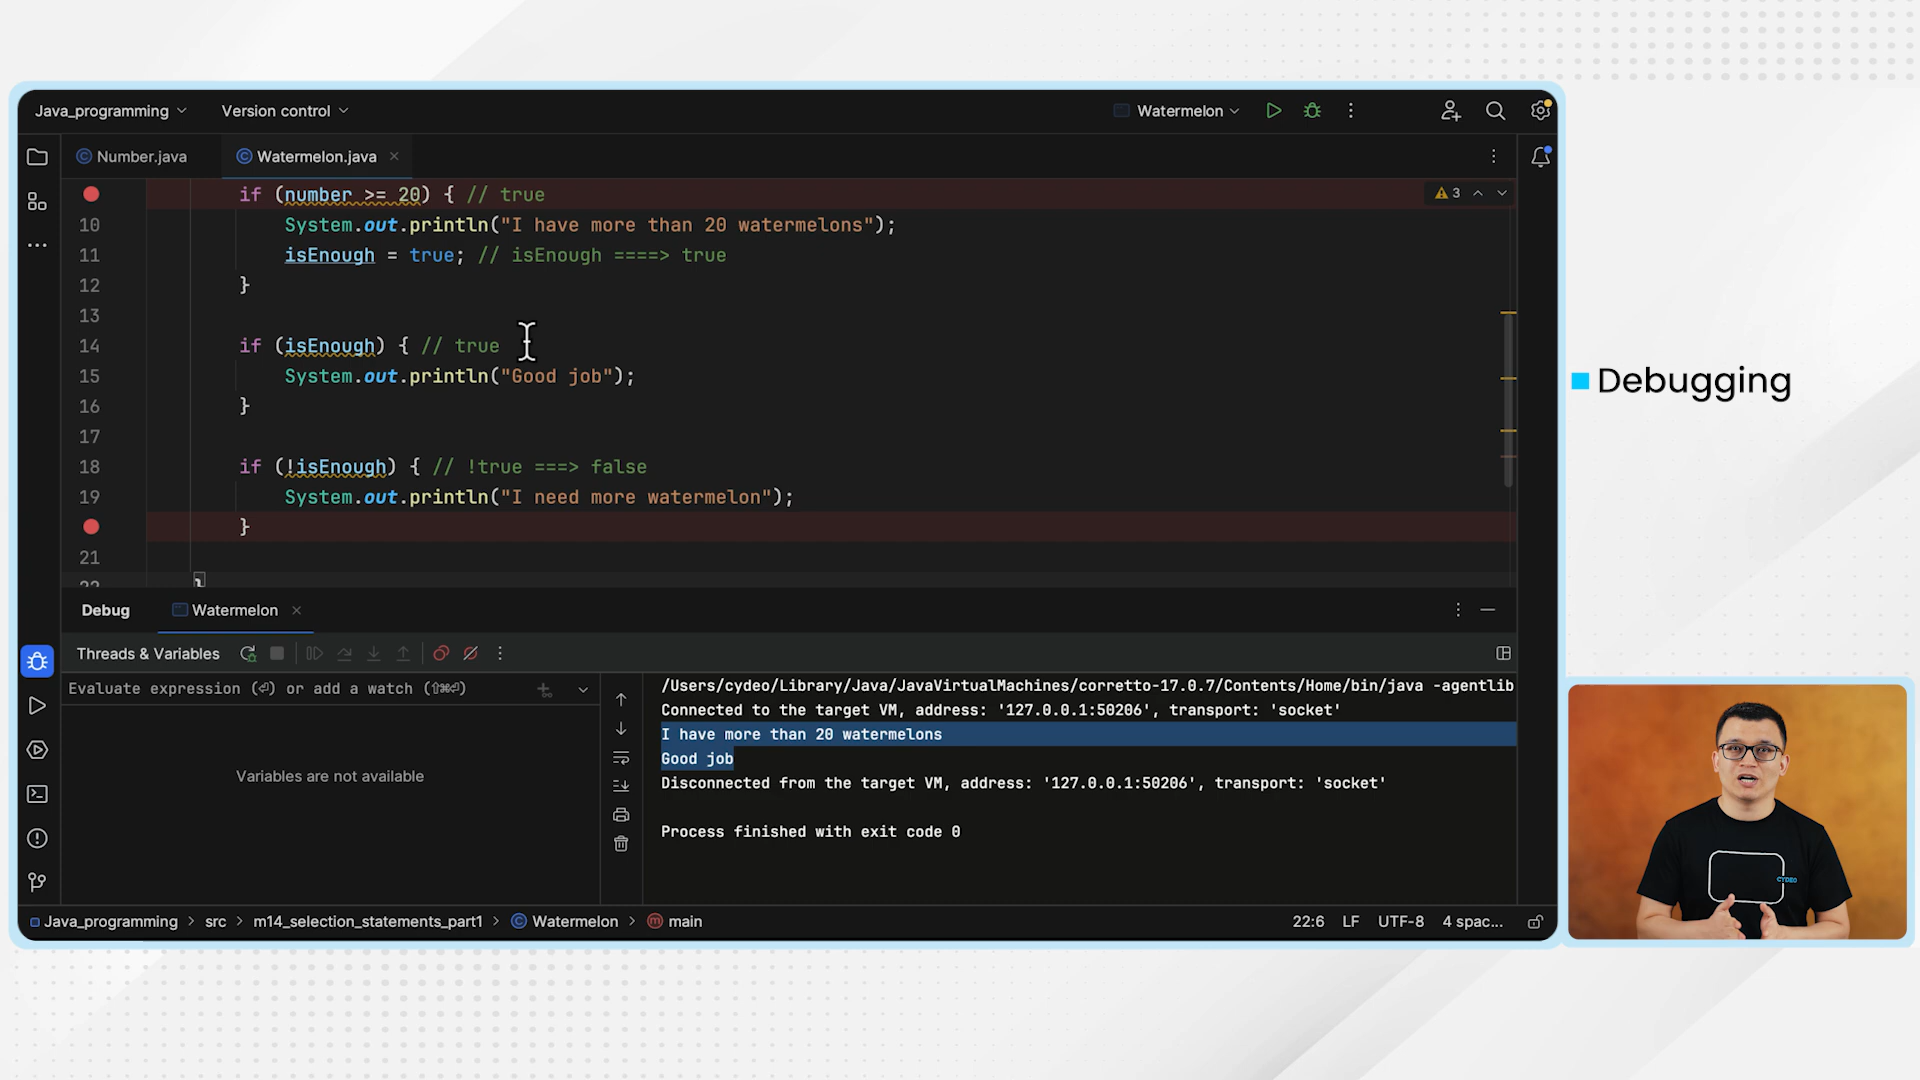 Java_programming
Version control
Watermelon
Number.java
Watermelon.java
if (number >= 20) { // true
3
10 System.out.println("I have more than 20 watermelons");
11 isEnough = true; // isEnough ====> true
12 }
13
14 if (isEnough) { // true
15 System.out.println("Good job");
16 }
17
18 if (!isEnough) { // !true ===> false
19 System.out.println("I need more watermelon");
}
21
22 }
Debugging
Debug
Watermelon
Threads & Variables
Evaluate expression (⏎) or add a watch (⇧⌘⏎)
Variables are not available
/Users/cydeo/Library/Java/JavaVirtualMachines/corretto-17.0.7/Contents/Home/bin/java -agentlib
Connected to the target VM, address: '127.0.0.1:50206', transport: 'socket'
I have more than 20 watermelons
Good job
Disconnected from the target VM, address: '127.0.0.1:50206', transport: 'socket'
Process finished with exit code 0
CYDEO
Java_programming > src > m14_selection_statements_part1 > Watermelon > main
22:6 LF UTF-8 4 spac...